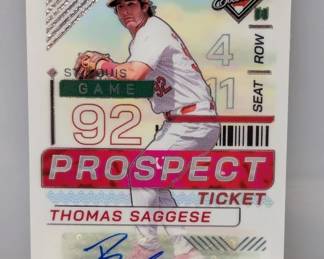 ST. LOUIS
GAME
92
4
11
SEAT ROW
PROSPECT
TICKET
THOMAS SAGGESE